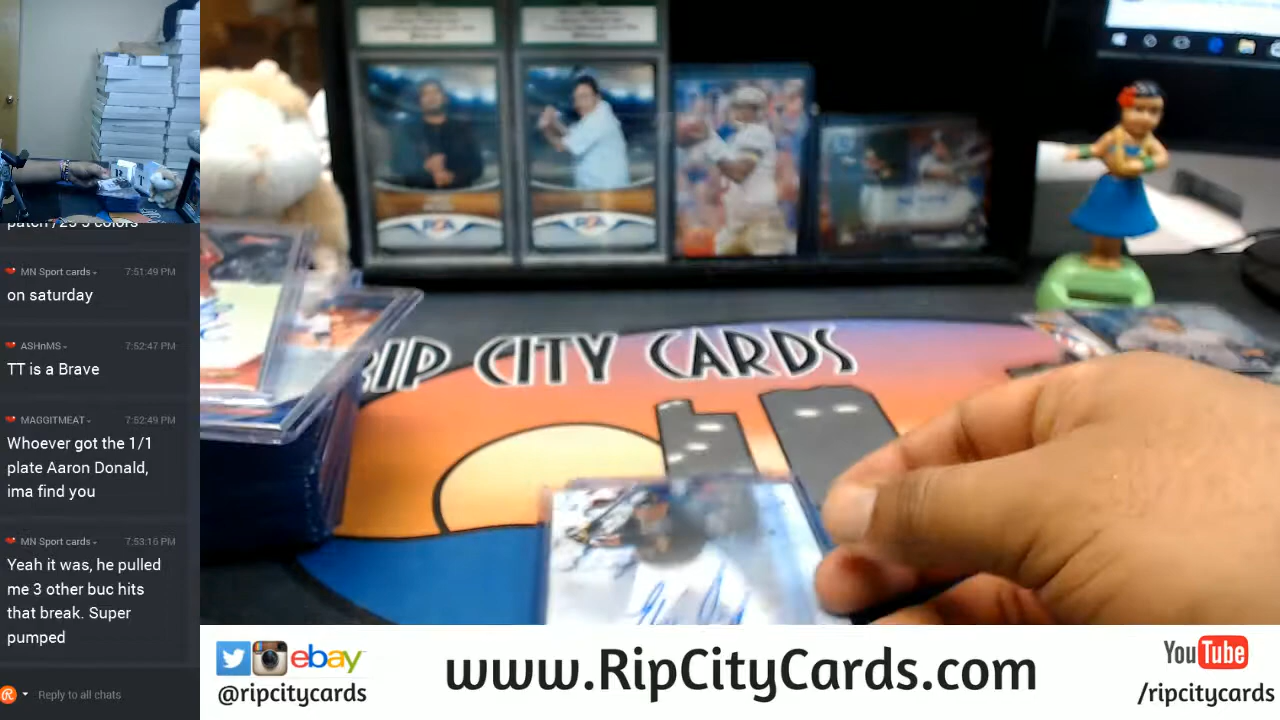 patch /25 5 colors
MN Sport cards
7:51:49 PM
on saturday
ASHnMS
7:52:47 PM
TT is a Brave
MAGGITMEAT
7:52:49 PM
Whoever got the 1/1
plate Aaron Donald,
ima find you
MN Sport cards
7:53:16 PM
Yeah it was, he pulled
me 3 other buc hits
that break. Super
pumped
Reply to all chats
RIP CITY CARDS
ebay
@ripcitycards
www.RipCityCards.com
YouTube
/ripcitycards